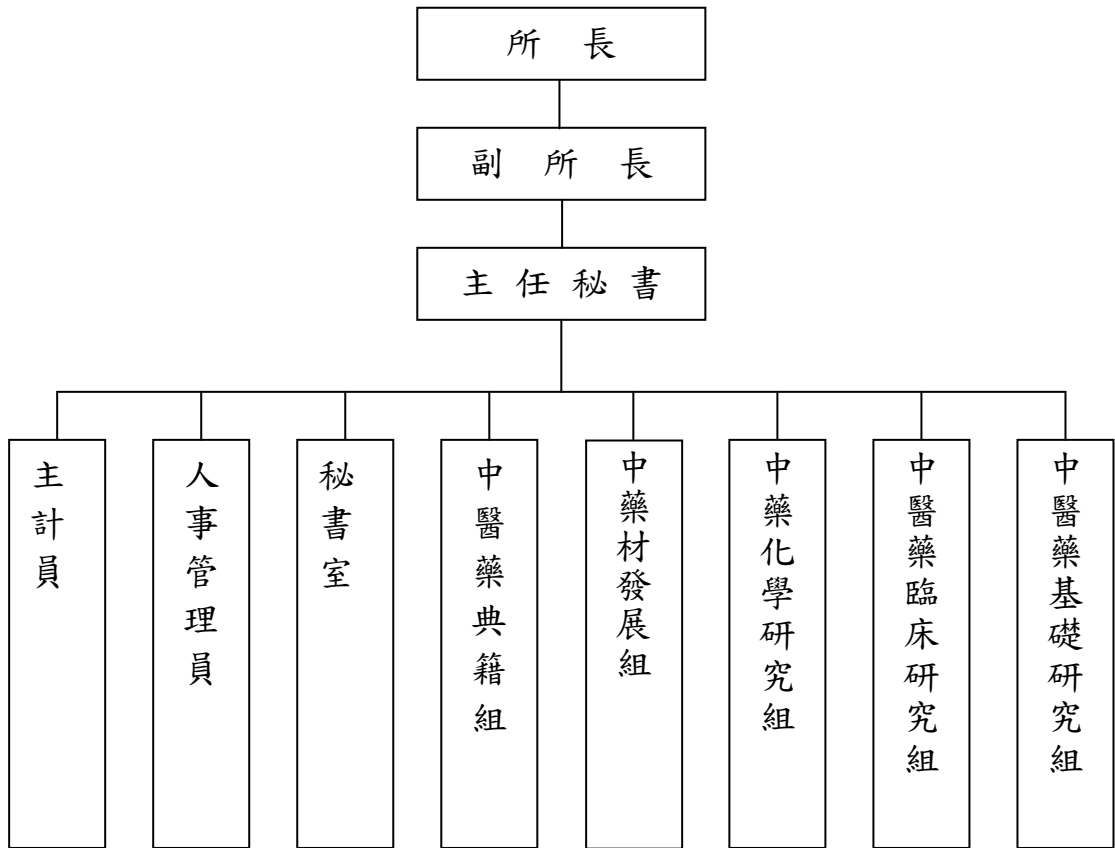 所長
副所長
主任秘書
主計員
人事管理員
秘書室
中醫藥典籍組
中藥材發展組
中藥化學研究組
中醫藥臨床研究組
中醫藥基礎研究組